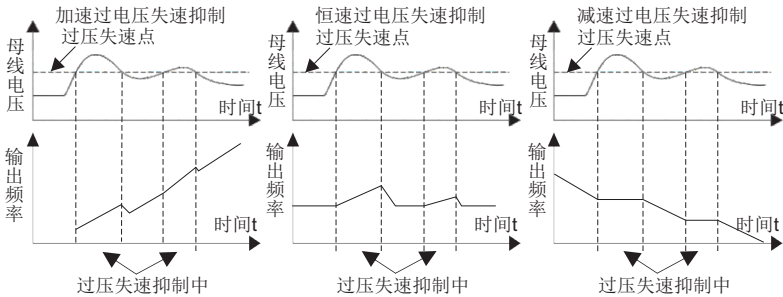 加速过电压失速抑制
过压失速点
母线电压
时间t
输出频率
时间t
过压失速抑制中
恒速过电压失速抑制
过压失速点
母线电压
时间t
输出频率
时间t
过压失速抑制中
减速过电压失速抑制
过压失速点
母线电压
时间t
输出频率
时间t
过压失速抑制中